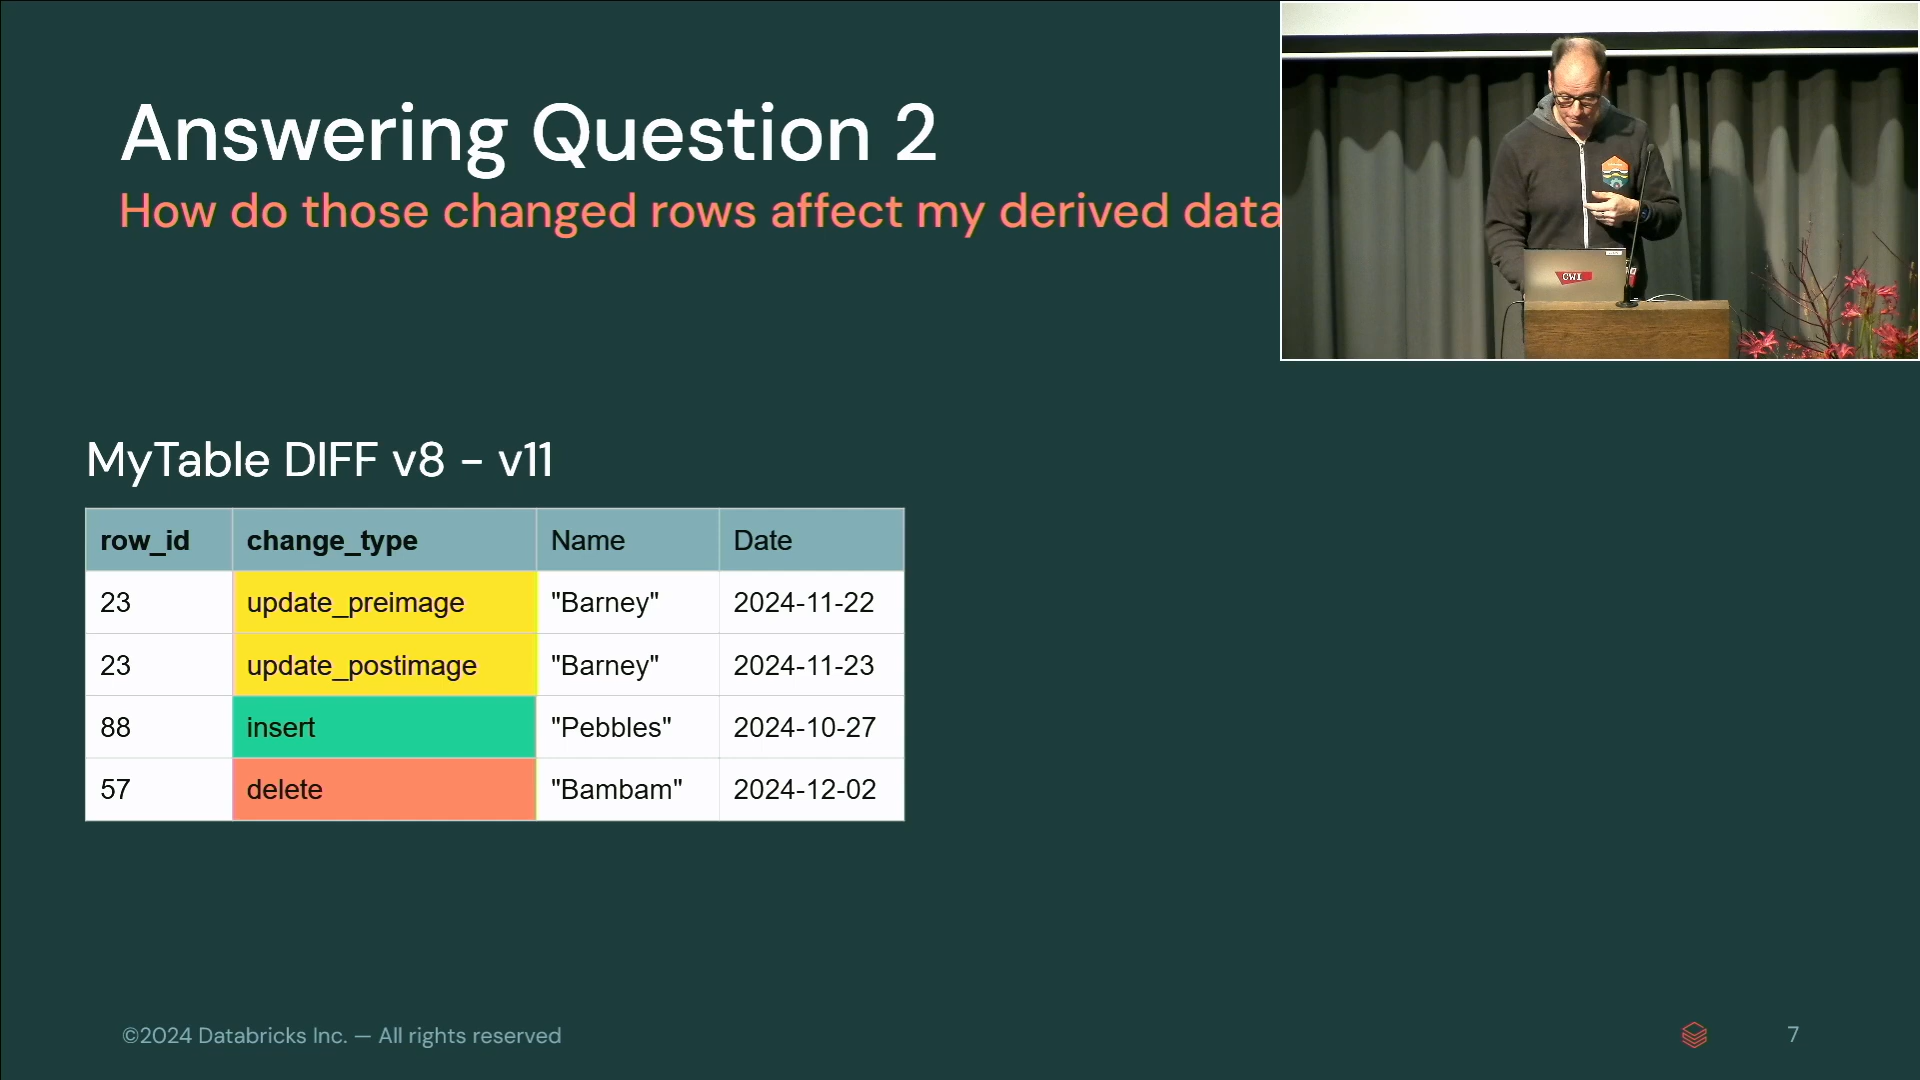 Answering Question 2
How do those changed rows affect my derived data
CWI
MyTable DIFF v8 - v11
row_id change_type Name Date
23 update_preimage "Barney" 2024-11-22
23 update_postimage "Barney" 2024-11-23
88 insert "Pebbles" 2024-10-27
57 delete "Bambam" 2024-12-02
©2024 Databricks Inc. — All rights reserved
7